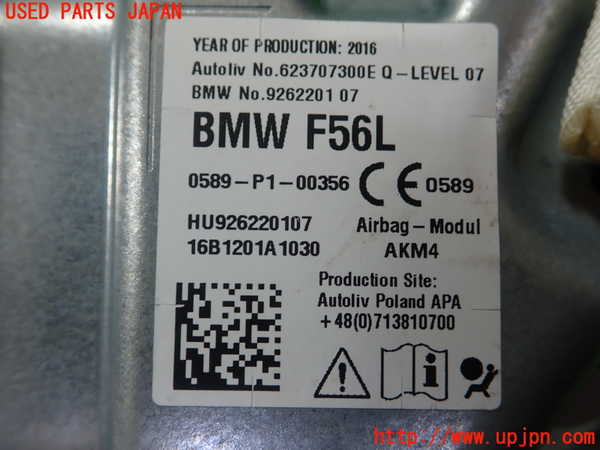 USED PARTS JAPAN
YEAR OF PRODUCTION: 2016
Autoliv No.623707300E Q-LEVEL 07
BMW No.9262201 07
BMW F56L
0589-P1-00356 CE 0589
HU926220107 Airbag-Modul
16B1201A1030 AKM4
Production Site:
Autoliv Poland APA
+48(0)713810700
i
http://www.upjpn.com/